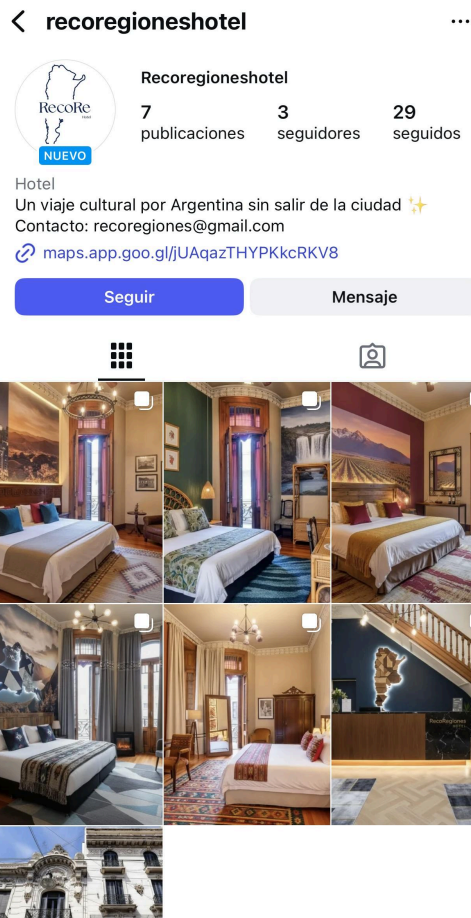 recoregioneshotel
RecoRe
Hotel
NUEVO
Recoregioneshotel
7
publicaciones
3
seguidores
29
seguidos
Hotel
Un viaje cultural por Argentina sin salir de la ciudad ✨
Contacto: recoregiones@gmail.com
maps.app.goo.gl/jUAqazTHYPKkcRKV8
Seguir
Mensaje
RecoRegiones